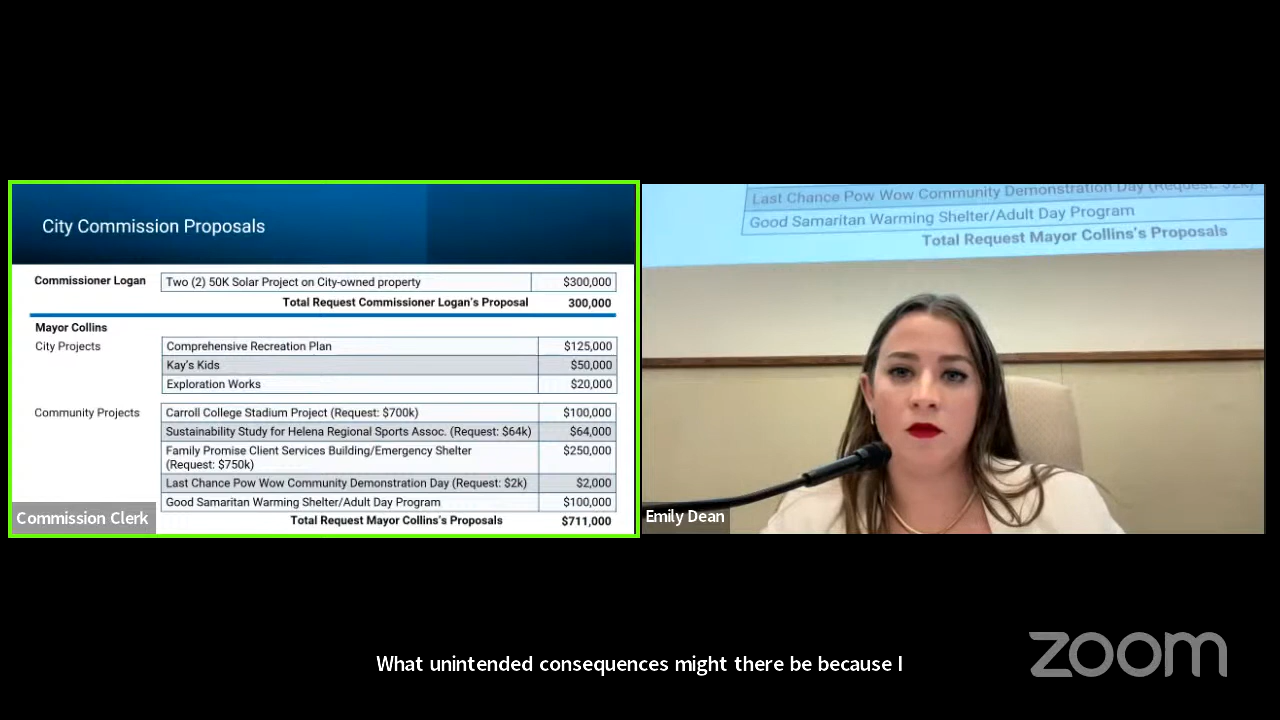 City Commission Proposals
Commissioner Logan
Two (2) 50K Solar Project on City-owned property
$300,000
Total Request Commissioner Logan's Proposal
300,000
Mayor Collins
City Projects
Comprehensive Recreation Plan
$125,000
Kay's Kids
$50,000
Exploration Works
$20,000
Community Projects
Carroll College Stadium Project (Request: $700k)
$100,000
Sustainability Study for Helena Regional Sports Assoc. (Request: $64k)
$64,000
Family Promise Client Services Building/Emergency Shelter
(Request: $750k)
$250,000
Last Chance Pow Wow Community Demonstration Day (Request: $2k)
$2,000
Good Samaritan Warming Shelter/Adult Day Program
$100,000
Total Request Mayor Collins's Proposals
$711,000
Commission Clerk
Last Chance Pow Wow Community Demonstration Day (Request: $2k)
Good Samaritan Warming Shelter/Adult Day Program
Total Request Mayor Collins's Proposals
Emily Dean
What unintended consequences might there be because I
zoom